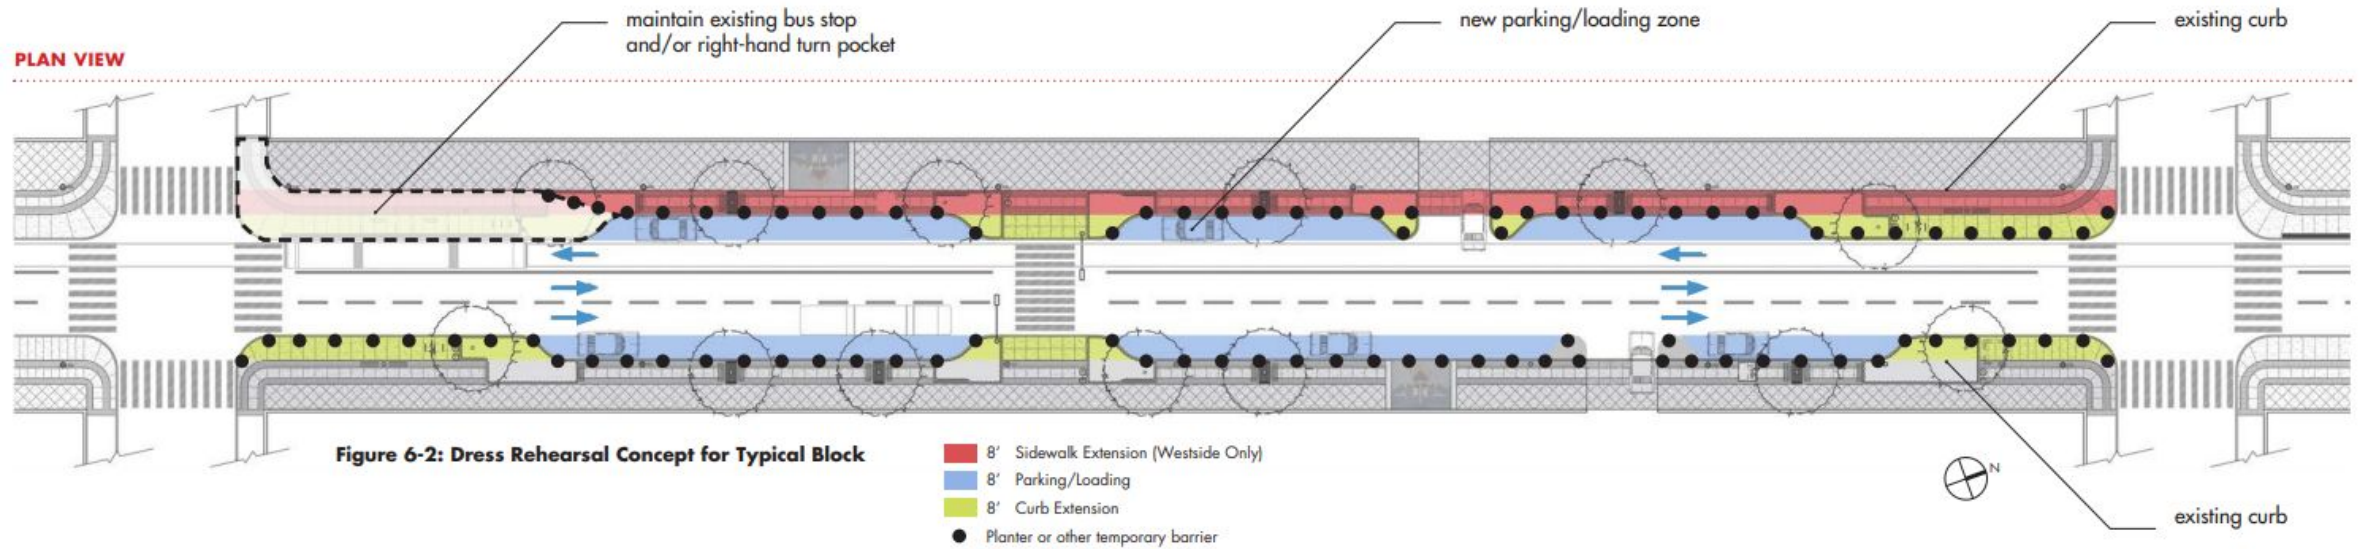 maintain existing bus stop
and/or right-hand turn pocket
new parking/loading zone
existing curb
PLAN VIEW
Figure 6-2: Dress Rehearsal Concept for Typical Block
8' Sidewalk Extension (Westside Only)
8' Parking/Loading
8' Curb Extension
Planter or other temporary barrier
N
existing curb